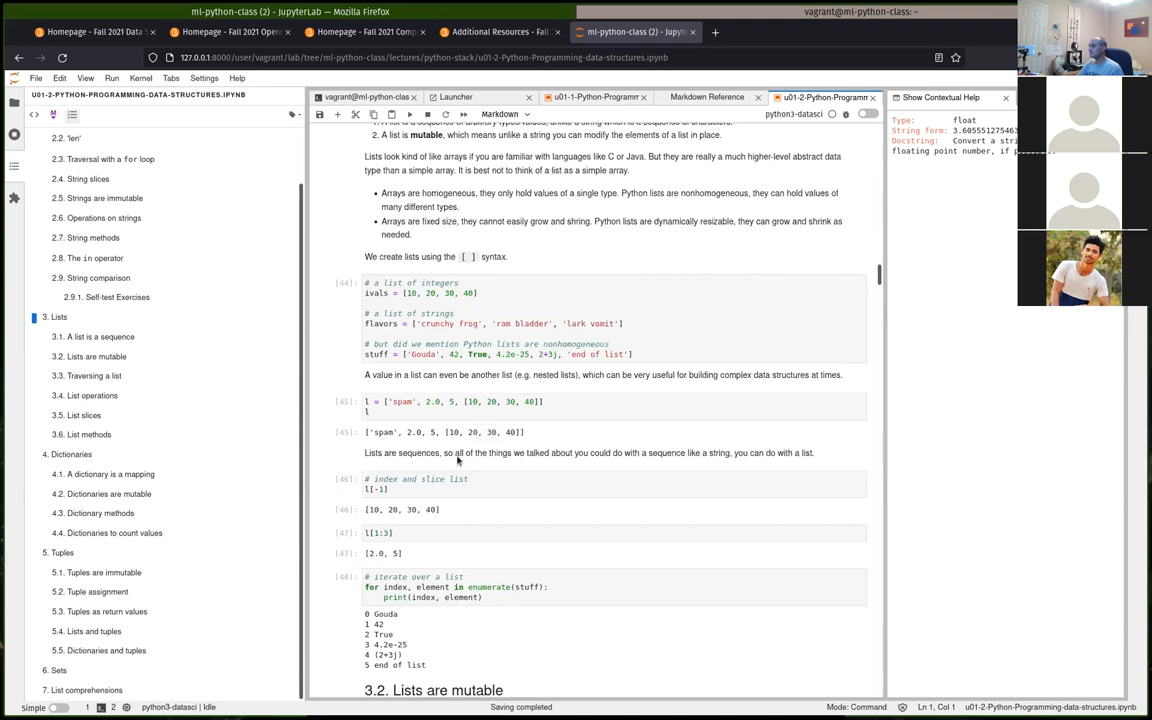 ml-python-class (2) - JupyterLab — Mozilla Firefox
vagrant@ml-python-class: ~
Homepage - Fall 2021 Data S
Homepage - Fall 2021 Opera
Homepage - Fall 2021 Comp
Additional Resources - Fall
ml-python-class (2) - Jupyte
127.0.0.1:8000/user/vagrant/lab/tree/ml-python-class/lectures/python-stack/u01-2-Python-Programming-data-structures.ipynb
File Edit View Run Kernel Tabs Settings Help
U01-2-PYTHON-PROGRAMMING-DATA-STRUCTURES.IPYNB
2.2. 'len'
2.3. Traversal with a for loop
2.4. String slices
2.5. Strings are immutable
2.6. Operations on strings
2.7. String methods
2.8. The in operator
2.9. String comparison
2.9.1. Self-test Exercises
3. Lists
3.1. A list is a sequence
3.2. Lists are mutable
3.3. Traversing a list
3.4. List operations
3.5. List slices
3.6. List methods
4. Dictionaries
4.1. A dictionary is a mapping
4.2. Dictionaries are mutable
4.3. Dictionary methods
4.4. Dictionaries to count values
5. Tuples
5.1. Tuples are immutable
5.2. Tuple assignment
5.3. Tuples as return values
5.4. Lists and tuples
5.5. Dictionaries and tuples
6. Sets
7. List comprehensions
vagrant@ml-python-clas
Launcher
u01-1-Python-Programm
Markdown Reference
u01-2-Python-Programm
Markdown
python3-datasci
2. A list is mutable, which means unlike a string you can modify the elements of a list in place.
Lists look kind of like arrays if you are familiar with languages like C or Java. But they are really a much higher-level abstract data
type than a simple array. It is best not to think of a list as a simple array.
• Arrays are homogeneous, they only hold values of a single type. Python lists are nonhomogeneous, they can hold values of
many different types.
• Arrays are fixed size, they cannot easily grow and shring. Python lists are dynamically resizable, they can grow and shrink as
needed.
We create lists using the [ ] syntax.
[44]: # a list of integers
ivals = [10, 20, 30, 40]
# a list of strings
flavors = ['crunchy frog', 'ram bladder', 'lark vomit']
# but did we mention Python lists are nonhomogeneous
stuff = ['Gouda', 42, True, 4.2e-25, 2+3j, 'end of list']
A value in a list can even be another list (e.g. nested lists), which can be very useful for building complex data structures at times.
[45]: l = ['spam', 2.0, 5, [10, 20, 30, 40]]
l
[45]: ['spam', 2.0, 5, [10, 20, 30, 40]]
Lists are sequences, so all of the things we talked about you could do with a sequence like a string, you can do with a list.
[46]: # index and slice list
l[-1]
[46]: [10, 20, 30, 40]
[47]: l[1:3]
[47]: [2.0, 5]
[48]: # iterate over a list
for index, element in enumerate(stuff):
print(index, element)
0 Gouda
1 42
2 True
3 4.2e-25
4 (2+3j)
5 end of list
3.2. Lists are mutable
Show Contextual Help
Type: float
String form: 3.605551275463
Docstring: Convert a stri
floating point number, if p
Simple 1 2 python3-datasci | Idle
Saving completed
Mode: Command
Ln 1, Col 1
u01-2-Python-Programming-data-structures.ipynb